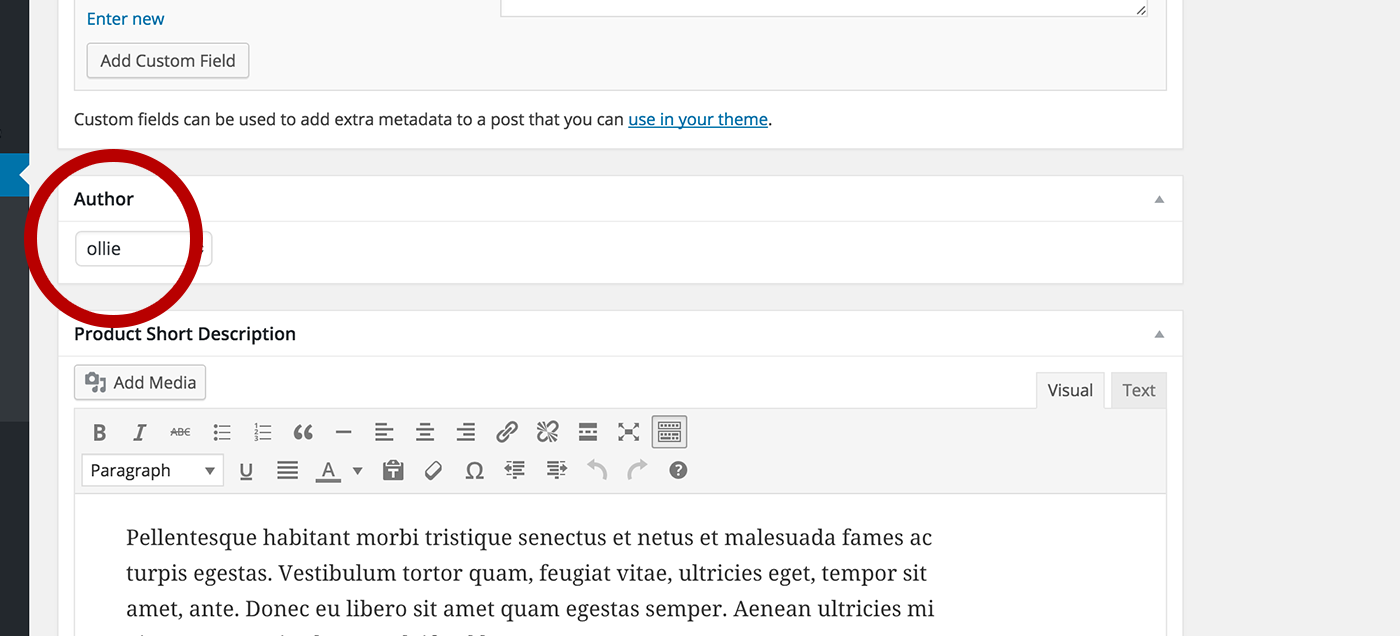 Enter new
Add Custom Field
Custom fields can be used to add extra metadata to a post that you can use in your theme.
Author
ollie
Product Short Description
Add Media
Visual Text
B I ABC
Paragraph U A Ω
Pellentesque habitant morbi tristique senectus et netus et malesuada fames ac
turpis egestas. Vestibulum tortor quam, feugiat vitae, ultricies eget, tempor sit
amet, ante. Donec eu libero sit amet quam egestas semper. Aenean ultricies mi